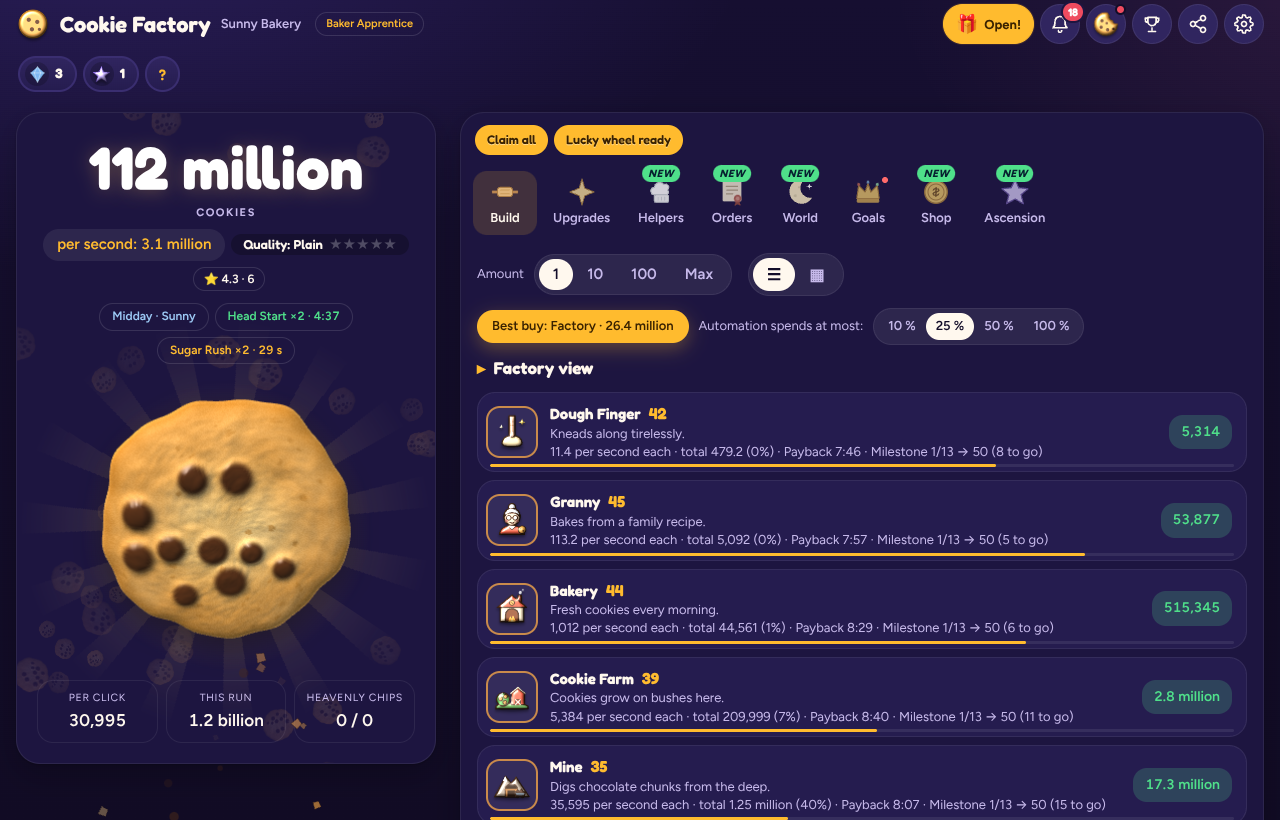 Cookie Factory Sunny Bakery Baker Apprentice Open! 18
3 1 ?
112 million
COOKIES
per second: 3.1 million Quality: Plain ★★★★★
⭐ 4.3 · 6
Midday · Sunny Head Start ×2 · 4:37
Sugar Rush ×2 · 29 s
PER CLICK THIS RUN HEAVENLY CHIPS
30,995 1.2 billion 0 / 0
Claim all Lucky wheel ready
NEW NEW NEW NEW NEW
Build Upgrades Helpers Orders World Goals Shop Ascension
Amount 1 10 100 Max
Best buy: Factory · 26.4 million Automation spends at most: 10 % 25 % 50 % 100 %
▸ Factory view
Dough Finger 42
Kneads along tirelessly.
11.4 per second each · total 479.2 (0%) · Payback 7:46 · Milestone 1/13 → 50 (8 to go)
5,314
Granny 45
Bakes from a family recipe.
113.2 per second each · total 5,092 (0%) · Payback 7:57 · Milestone 1/13 → 50 (5 to go)
53,877
Bakery 44
Fresh cookies every morning.
1,012 per second each · total 44,561 (1%) · Payback 8:29 · Milestone 1/13 → 50 (6 to go)
515,345
Cookie Farm 39
Cookies grow on bushes here.
5,384 per second each · total 209,999 (7%) · Payback 8:40 · Milestone 1/13 → 50 (11 to go)
2.8 million
Mine 35
Digs chocolate chunks from the deep.
35,595 per second each · total 1.25 million (40%) · Payback 8:07 · Milestone 1/13 → 50 (15 to go)
17.3 million